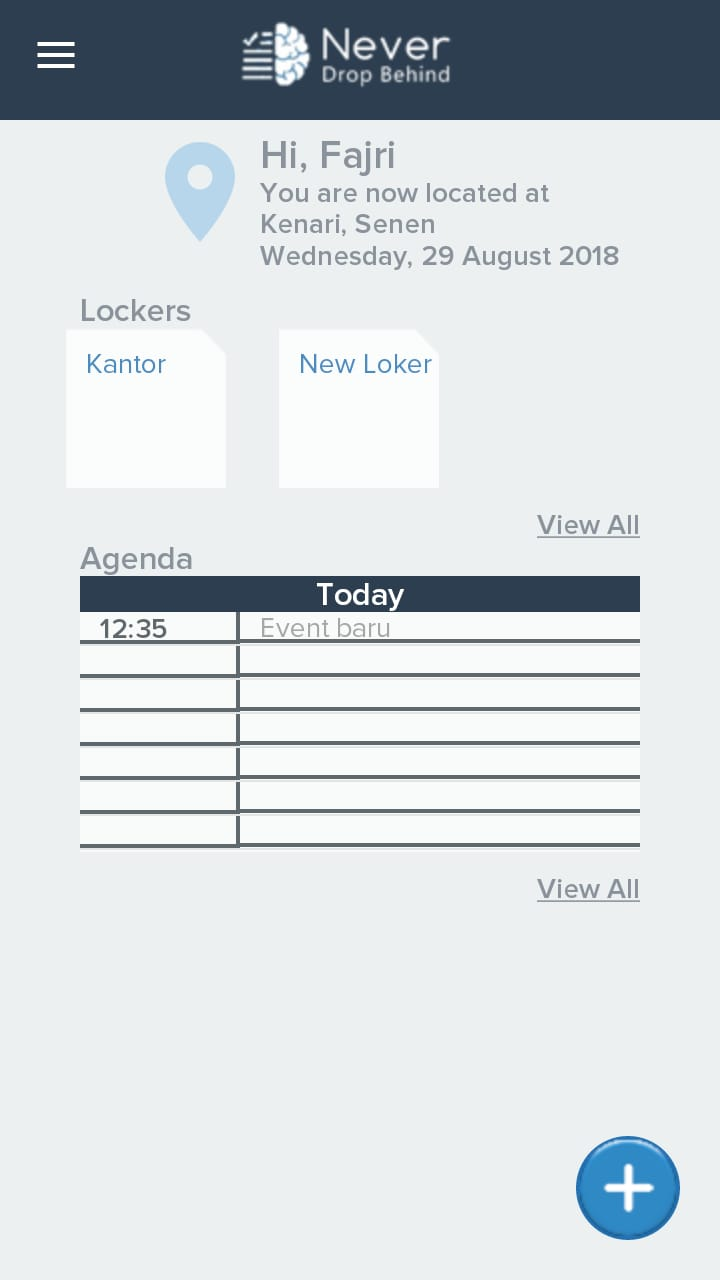 Never
Drop Behind
Hi, Fajri
You are now located at
Kenari, Senen
Wednesday, 29 August 2018
Lockers
Kantor
New Loker
View All
Agenda
Today
12:35 Event baru
View All